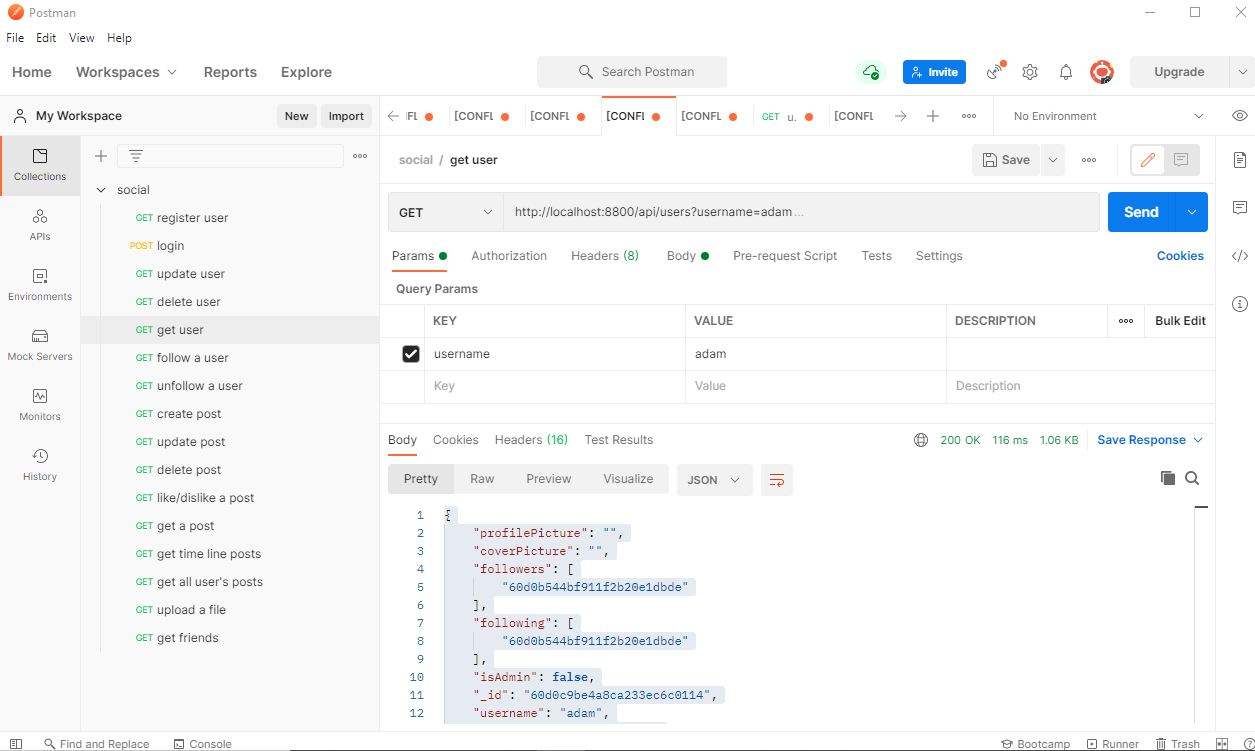 Postman
File Edit View Help
Home Workspaces Reports Explore Search Postman Invite Upgrade
My Workspace New Import
[CONFL [CONFL [CONFL [CONFL GET u. [CONFL No Environment
Collections
APIs
Environments
Mock Servers
Monitors
History
social
GET register user
POST login
GET update user
GET delete user
GET get user
GET follow a user
GET unfollow a user
GET create post
GET update post
GET delete post
GET like/dislike a post
GET get a post
GET get time line posts
GET get all user's posts
GET upload a file
GET get friends
social / get user Save
GET http://localhost:8800/api/users?username=adam ... Send
Params Authorization Headers (8) Body Pre-request Script Tests Settings Cookies
Query Params
KEY VALUE DESCRIPTION Bulk Edit
username adam
Key Value Description
Body Cookies Headers (16) Test Results 200 OK 116 ms 1.06 KB Save Response
Pretty Raw Preview Visualize JSON
1 {
2 "profilePicture": "",
3 "coverPicture": "",
4 "followers": [
5 "60d0b544bf911f2b20e1dbde"
6 ],
7 "following": [
8 "60d0b544bf911f2b20e1dbde"
9 ],
10 "isAdmin": false,
11 "_id": "60d0c9be4a8ca233ec6c0114",
12 "username": "adam",
Find and Replace Console Bootcamp Runner Trash